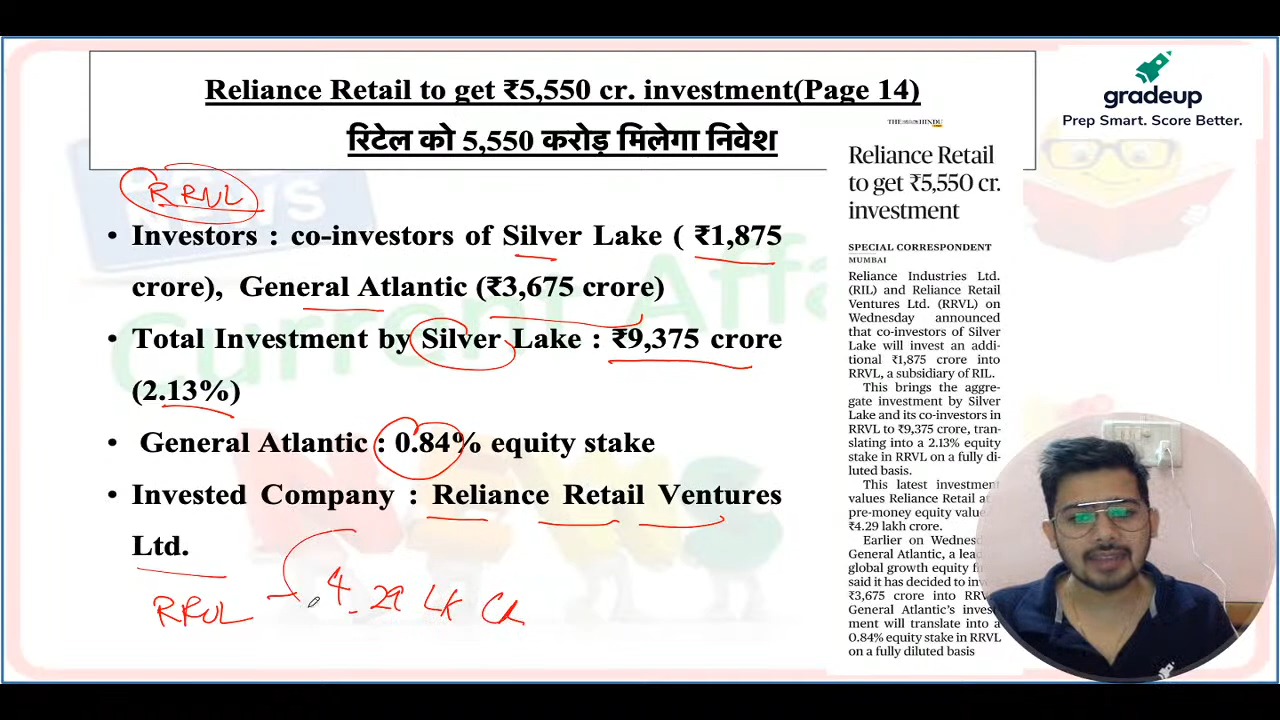 Reliance Retail to get ₹5,550 cr. investment(Page 14)
रिटेल को 5,550 करोड़ मिलेगा निवेश
gradeup
Prep Smart. Score Better.
RRVL
• Investors : co-investors of Silver Lake ( ₹1,875
crore), General Atlantic (₹3,675 crore)
• Total Investment by Silver Lake : ₹9,375 crore
(2.13%)
• General Atlantic : 0.84% equity stake
• Invested Company : Reliance Retail Ventures
Ltd.
RRVL → 4.29 LK CR
THE HINDU
Reliance Retail
to get ₹5,550 cr.
investment
SPECIAL CORRESPONDENT
MUMBAI
Reliance Industries Ltd.
(RIL) and Reliance Retail
Ventures Ltd. (RRVL) on
Wednesday announced
that co-investors of Silver
Lake will invest an addi-
tional ₹1,875 crore into
RRVL, a subsidiary of RIL.
This brings the aggre-
gate investment by Silver
Lake and its co-investors in
RRVL to ₹9,375 crore, tran-
slating into a 2.13% equity
stake in RRVL on a fully di-
luted basis.
This latest investment
values Reliance Retail at
pre-money equity value
₹4.29 lakh crore.
Earlier on Wednesd
General Atlantic, a lea
global growth equity f
said it has decided to inv
₹3,675 crore into RRV
General Atlantic's invest
ment will translate into a
0.84% equity stake in RRVL
on a fully diluted basis
NEWS
Current Affa
NEWS